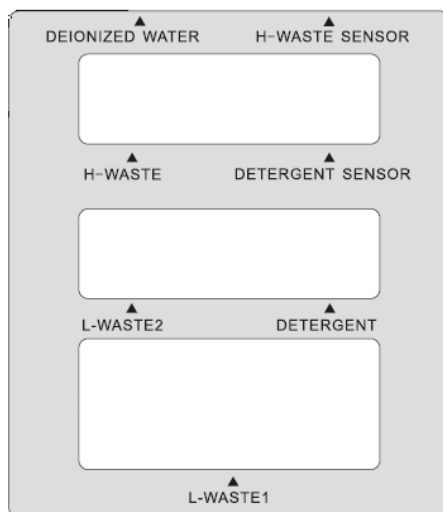 DEIONIZED WATER H-WASTE SENSOR
H-WASTE DETERGENT SENSOR
L-WASTE2 DETERGENT
L-WASTE1